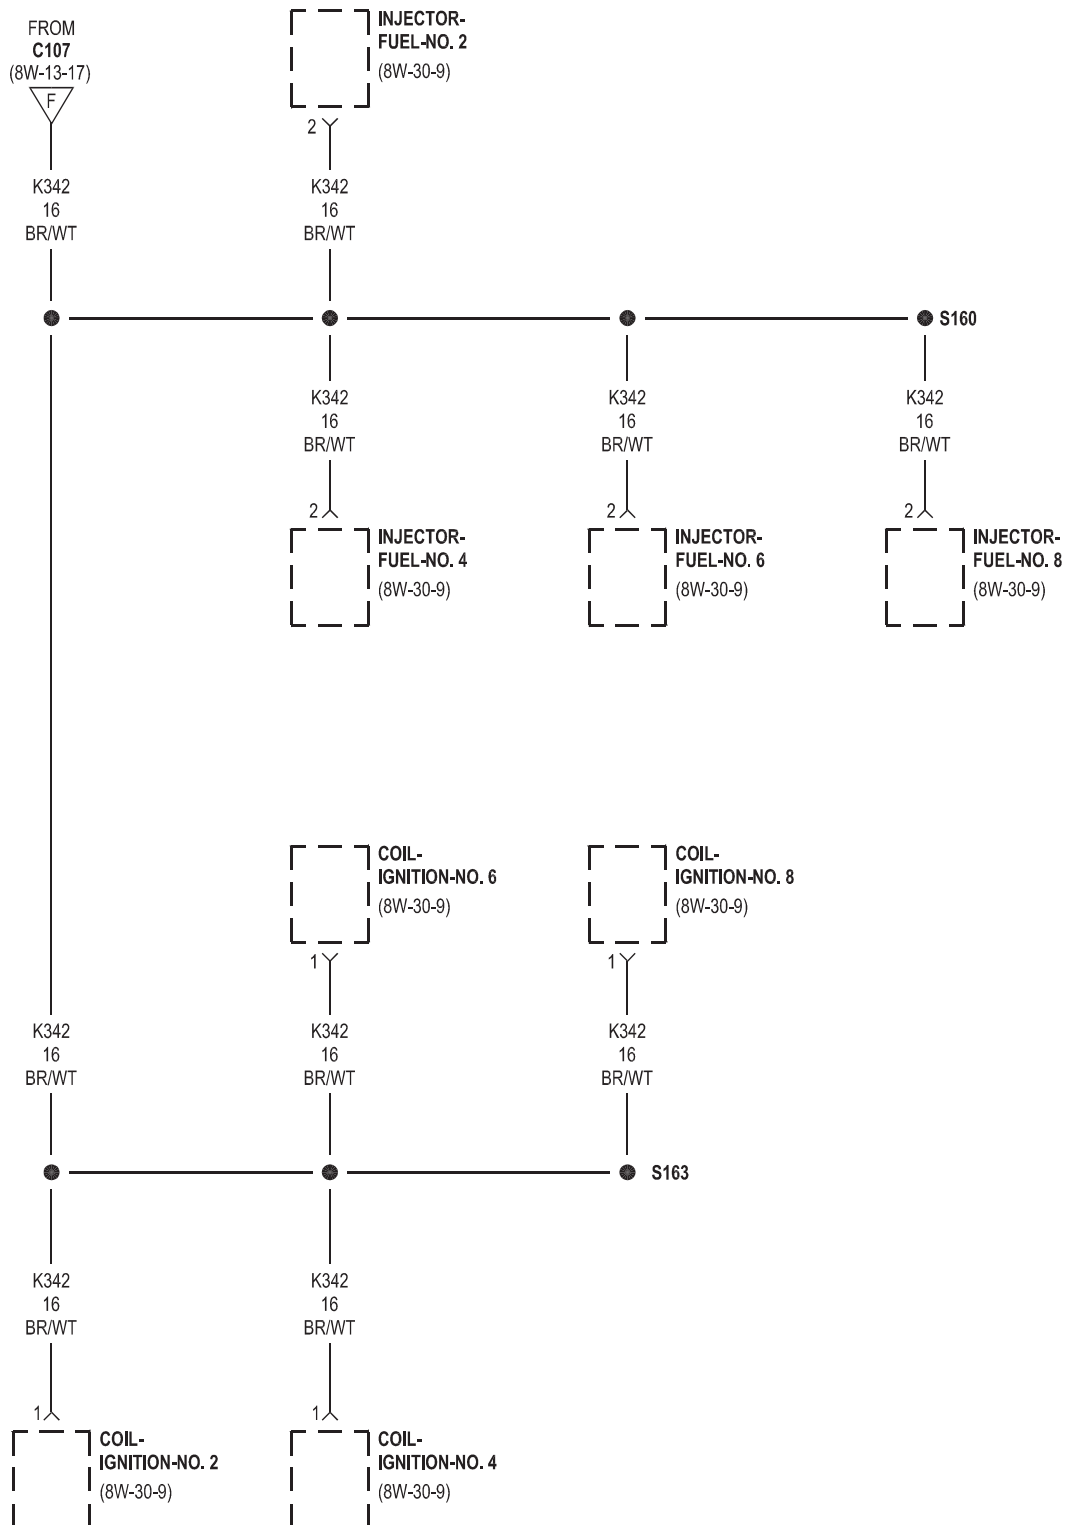 FROM
C107
(8W-13-17)
F
INJECTOR-
FUEL-NO. 2
(8W-30-9)
2
K342
16
BR/WT
K342
16
BR/WT
S160
K342
16
BR/WT
K342
16
BR/WT
K342
16
BR/WT
2
INJECTOR-
FUEL-NO. 4
(8W-30-9)
2
INJECTOR-
FUEL-NO. 6
(8W-30-9)
2
INJECTOR-
FUEL-NO. 8
(8W-30-9)
COIL-
IGNITION-NO. 6
(8W-30-9)
1
COIL-
IGNITION-NO. 8
(8W-30-9)
1
K342
16
BR/WT
K342
16
BR/WT
K342
16
BR/WT
S163
K342
16
BR/WT
K342
16
BR/WT
1
COIL-
IGNITION-NO. 2
(8W-30-9)
1
COIL-
IGNITION-NO. 4
(8W-30-9)